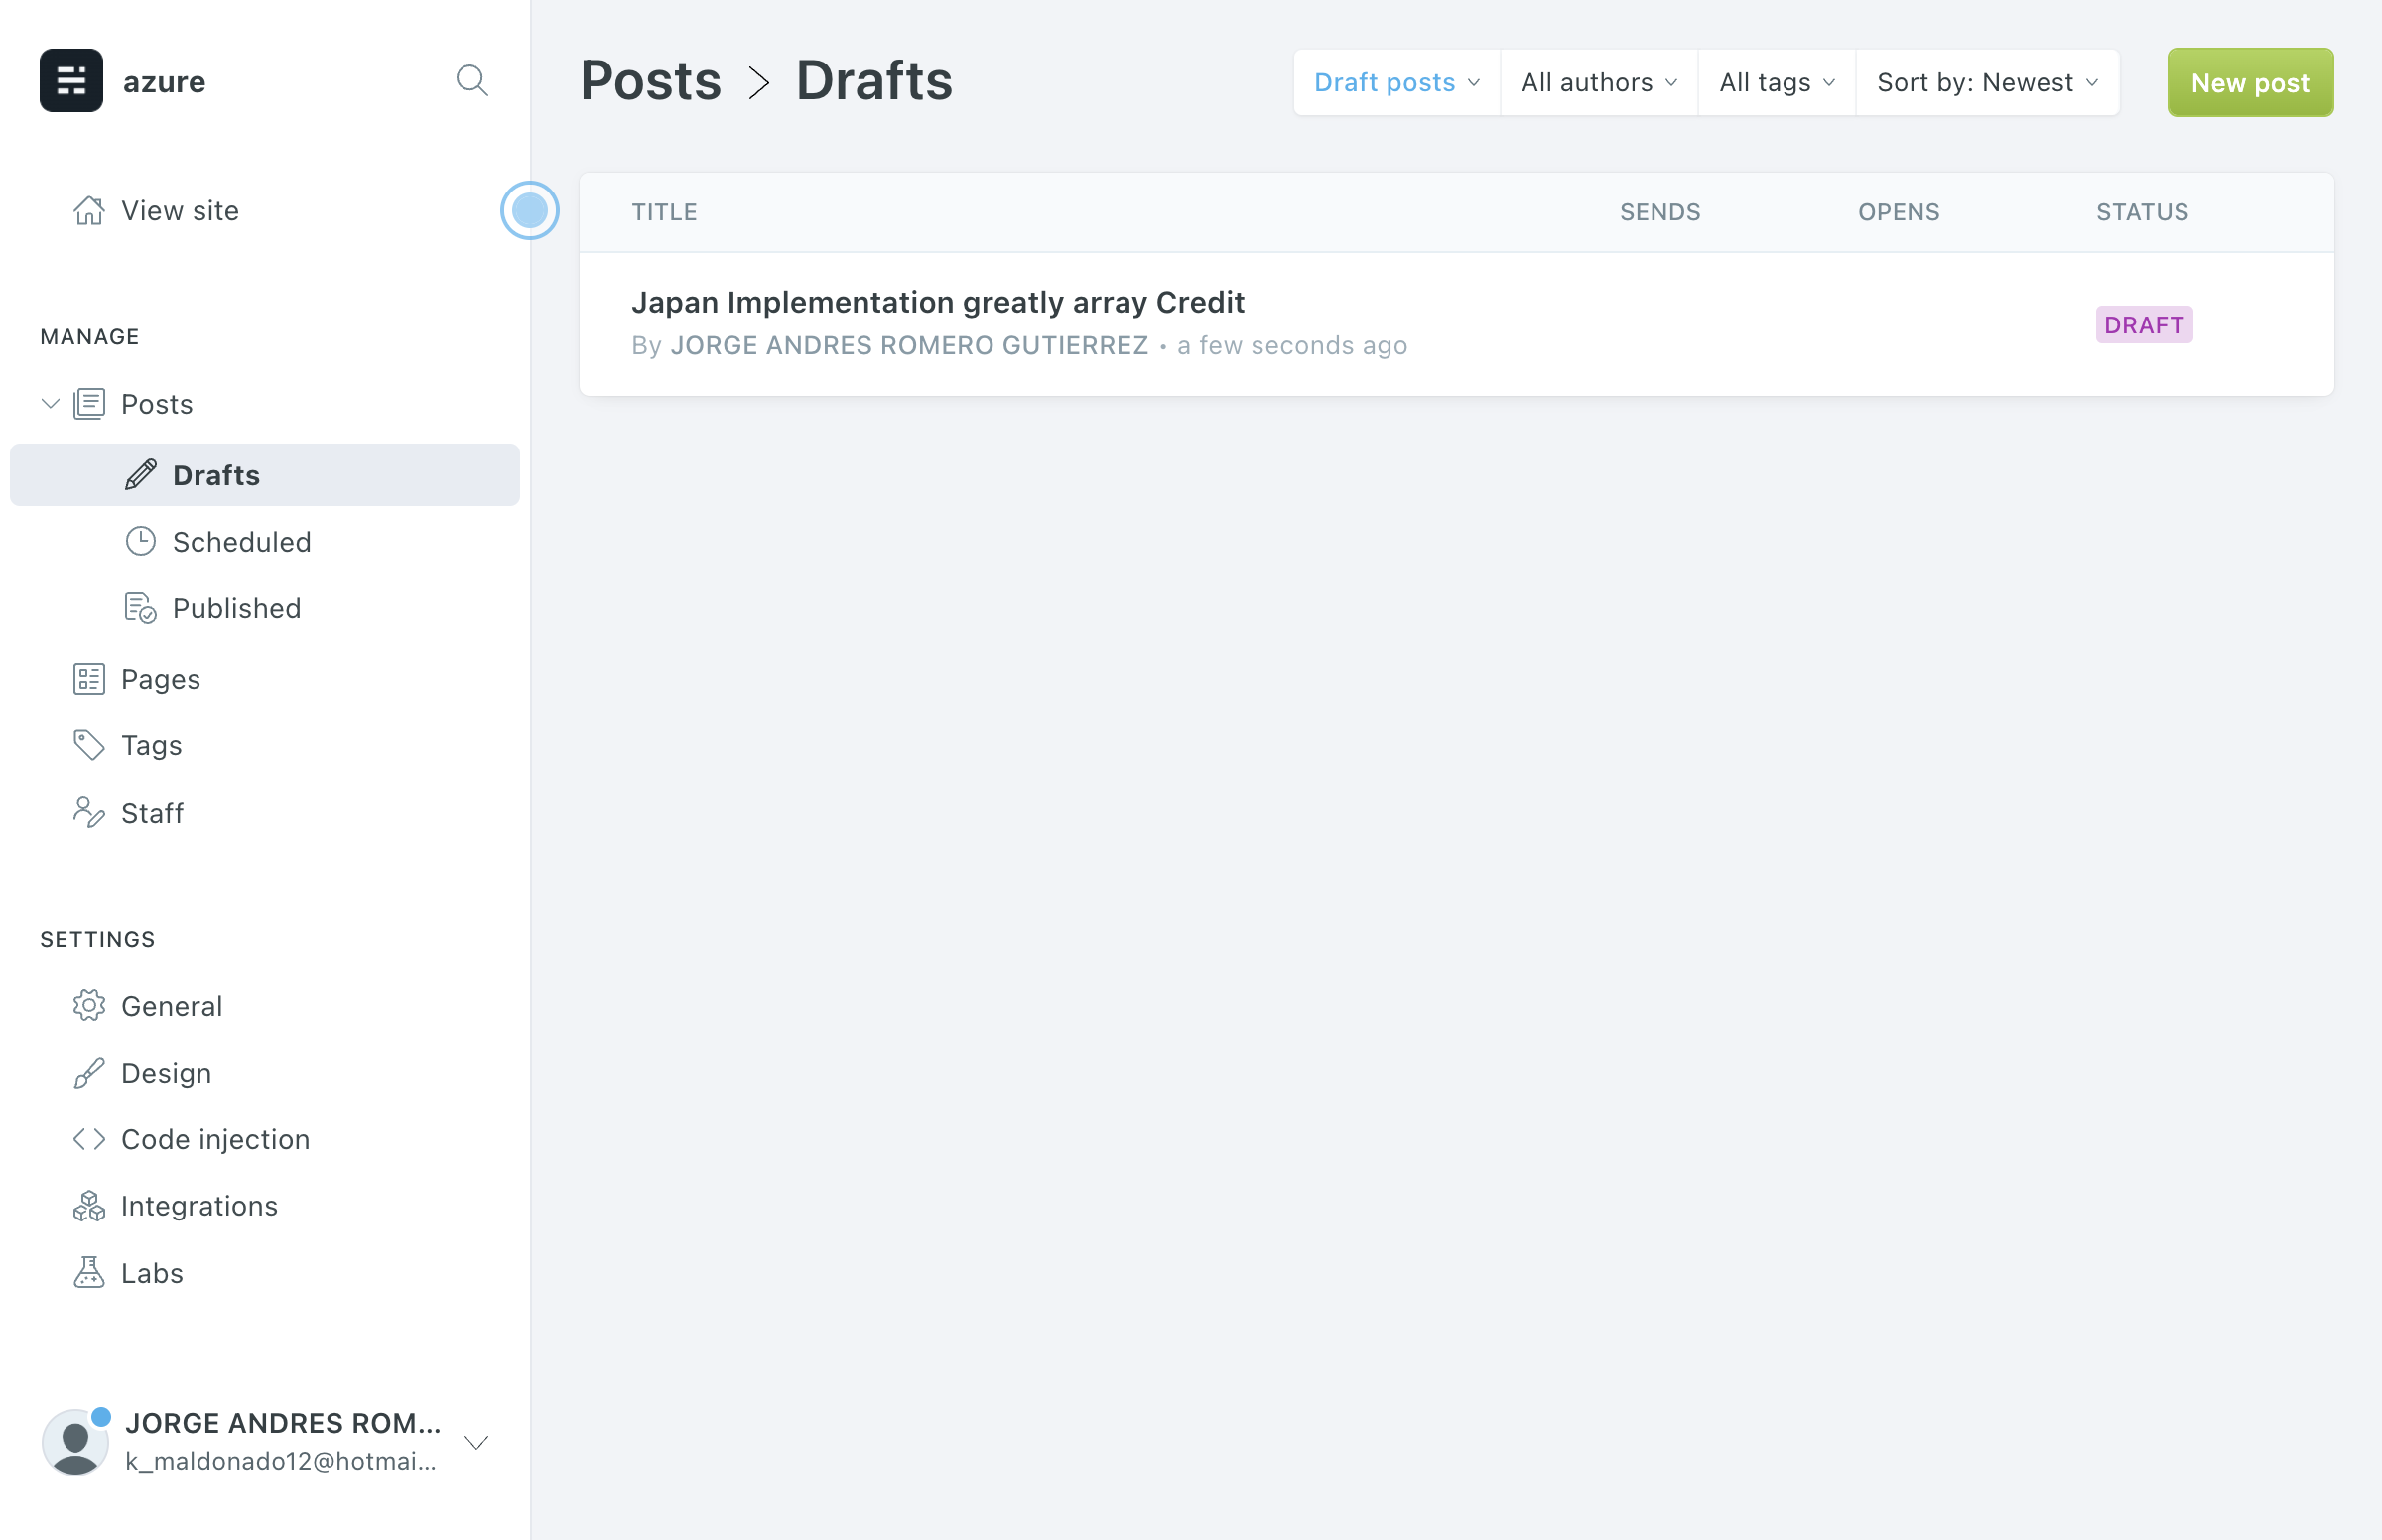 azure
View site
MANAGE
Posts
Drafts
Scheduled
Published
Pages
Tags
Staff
SETTINGS
General
Design
Code injection
Integrations
Labs
JORGE ANDRES ROM...
k_maldonado12@hotmai...
Posts > Drafts
Draft posts All authors All tags Sort by: Newest New post
TITLE SENDS OPENS STATUS
Japan Implementation greatly array Credit
By JORGE ANDRES ROMERO GUTIERREZ • a few seconds ago
DRAFT